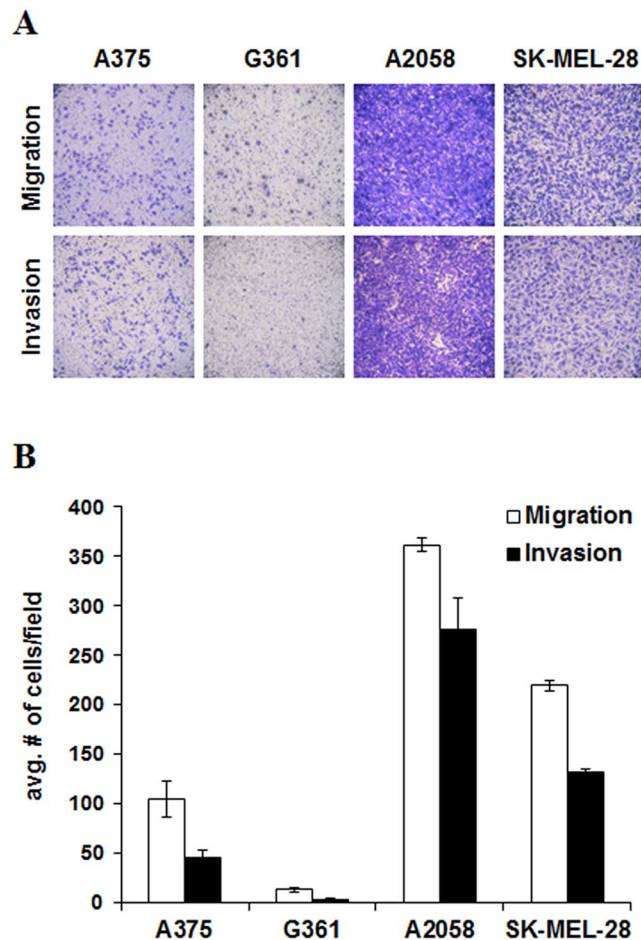 A
A375 G361 A2058 SK-MEL-28
Migration
Invasion
B
avg. # of cells/field
400
350
300
250
200
150
100
50
0
Migration
Invasion
A375 G361 A2058 SK-MEL-28